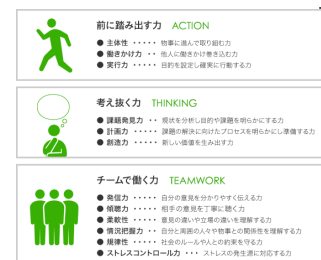 前に踏み出す力 ACTION
● 主体性 ・・・・・ 物事に進んで取り組む力
● 働きかけ力 ・・ 他人に働きかけ巻き込む力
● 実行力 ・・・・・ 目的を設定し確実に行動する力
考え抜く力 THINKING
● 課題発見力 ・・ 現状を分析し目的や課題を明らかにする力
● 計画力 ・・・・・ 課題の解決に向けたプロセスを明らかにし準備する力
● 創造力 ・・・・・ 新しい価値を生み出す力
チームで働く力 TEAMWORK
● 発信力 ・・・・・ 自分の意見を分かりやすく伝える力
● 傾聴力 ・・・・・ 相手の意見を丁寧に聴く力
● 柔軟性 ・・・・・ 意見の違いや立場の違いを理解する力
● 情況把握力 ・・ 自分と周囲の人々や物事との関係性を理解する力
● 規律性 ・・・・・ 社会のルールや人との約束を守る力
● ストレスコントロール力 ・・・ ストレスの発生源に対応する力